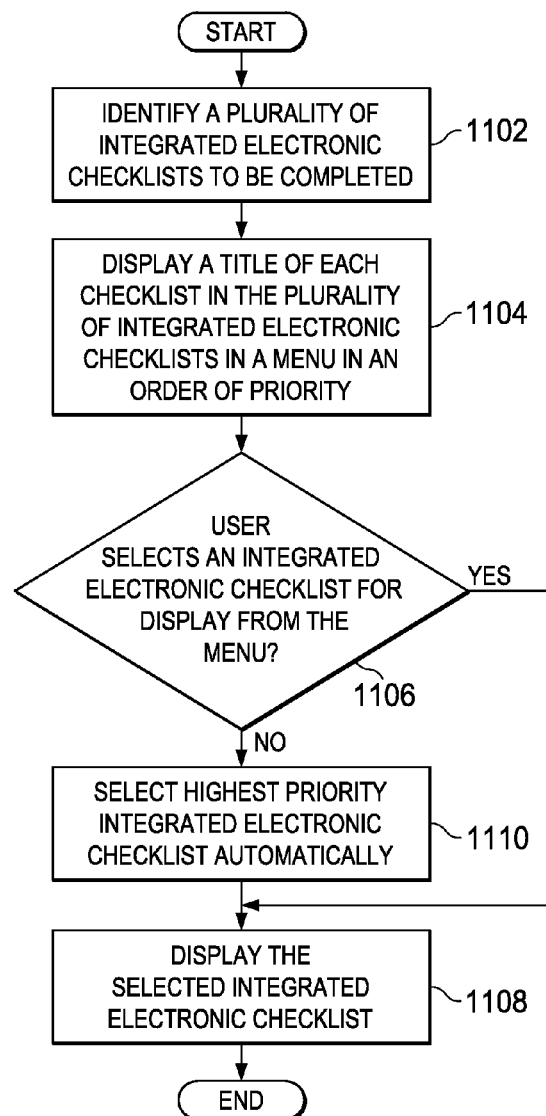 START
IDENTIFY A PLURALITY OF
INTEGRATED ELECTRONIC
CHECKLISTS TO BE COMPLETED
1102
DISPLAY A TITLE OF EACH
CHECKLIST IN THE PLURALITY
OF INTEGRATED ELECTRONIC
CHECKLISTS IN A MENU IN AN
ORDER OF PRIORITY
1104
USER
SELECTS AN INTEGRATED
ELECTRONIC CHECKLIST FOR
DISPLAY FROM THE
MENU?
YES
1106
NO
SELECT HIGHEST PRIORITY
INTEGRATED ELECTRONIC
CHECKLIST AUTOMATICALLY
1110
DISPLAY THE
SELECTED INTEGRATED
ELECTRONIC CHECKLIST
1108
END